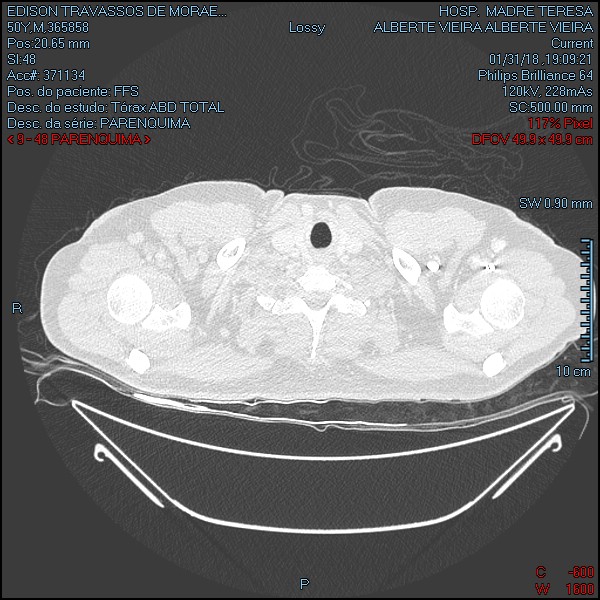 EDISON TRAVASSOS DE MORAE...
50Y,M,365858
Pos:20.65 mm
SI:48
Acc#: 371134
Pos. do paciente: FFS
Desc. do estudo: Tórax ABD TOTAL
Desc. da série: PARENQUIMA
< 9 - 48 PARENQUIMA >
Lossy
HOSP. MADRE TERESA
ALBERTE VIEIRA ALBERTE VIEIRA
Current
01/31/18 ,19:09:21
Philips Brilliance 64
120kV, 228mAs
SC:500.00 mm
117% Pixel
DFOV 49.9 x 49.9 cm
SW 0.90 mm
R
10 cm
P
C -600
W 1600